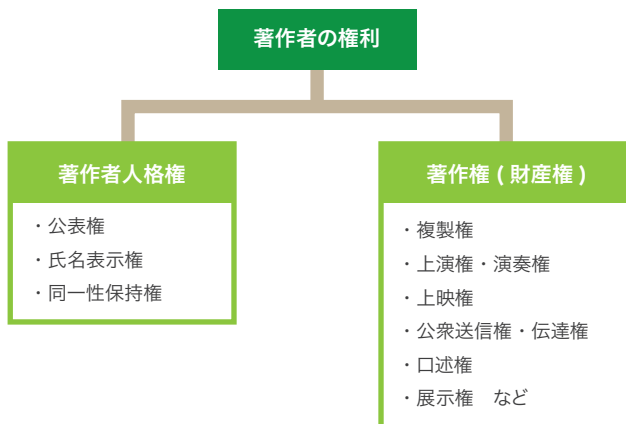 著作者の権利
著作者人格権
・公表権
・氏名表示権
・同一性保持権
著作権 ( 財産権 )
・複製権
・上演権・演奏権
・上映権
・公衆送信権・伝達権
・口述権
・展示権　など